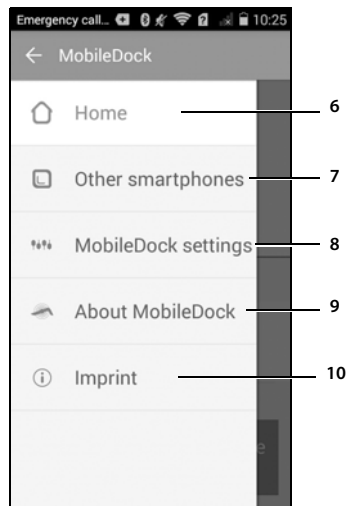 Emergency call... 10:25
MobileDock
Home
6
Other smartphones
7
MobileDock settings
8
About MobileDock
9
Imprint
10
e